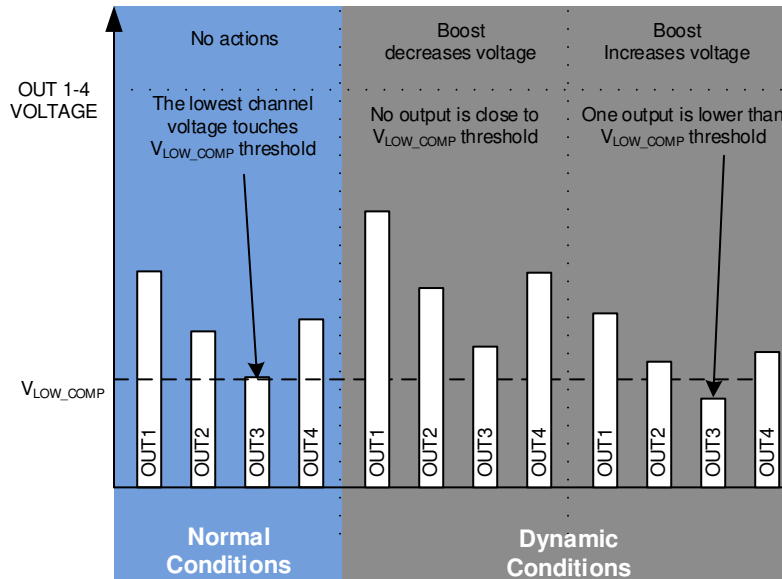 No actions
Boost
decreases voltage
Boost
Increases voltage
OUT 1-4
VOLTAGE
The lowest channel
voltage touches
VLOW_COMP threshold
No output is close to
VLOW_COMP threshold
One output is lower than
VLOW_COMP threshold
VLOW_COMP
OUT1
OUT2
OUT3
OUT4
OUT1
OUT2
OUT3
OUT4
OUT1
OUT2
OUT3
OUT4
Normal
Conditions
Dynamic
Conditions